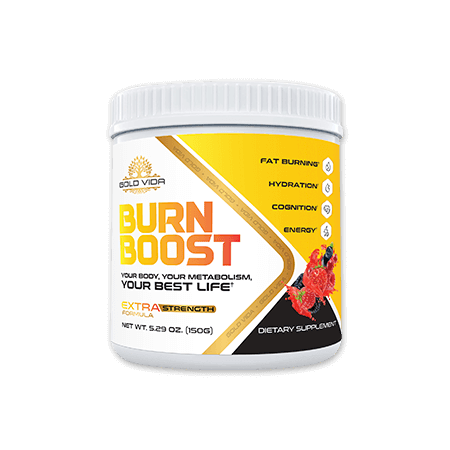 GOLD VIDA
BURN
BOOST
YOUR BODY, YOUR METABOLISM,
YOUR BEST LIFE†
EXTRA STRENGTH
FORMULA
NET WT. 5.29 OZ. (150G)
FAT BURNING†
HYDRATION†
COGNITION†
ENERGY†
DIETARY SUPPLEMENT